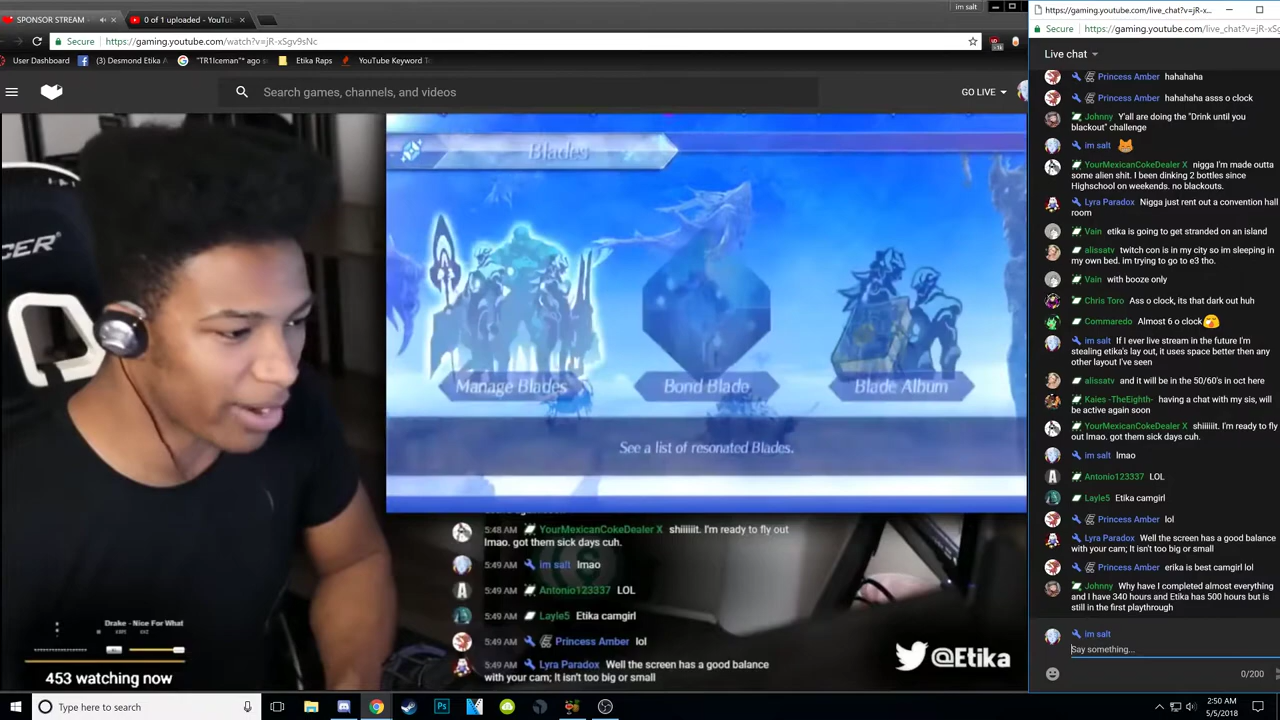 im salt
SPONSOR STREAM
0 of 1 uploaded - YouTu
https://gaming.youtube.com/live_chat?v=jR-x...
Secure https://gaming.youtube.com/watch?v=jR-xSgv9sNc
Secure https://gaming.youtube.com/live_chat?v=jR-xSg
User Dashboard
(3) Desmond Etika A
"TR1Iceman"* ago s
Etika Raps
YouTube Keyword To
Search games, channels, and videos
GO LIVE
Live chat
Princess Amber hahahaha
Princess Amber hahahaha asss o clock
Johnny Y'all are doing the "Drink until you
blackout" challenge
im salt
YourMexicanCokeDealer X nigga I'm made outta
some alien shit. I been dinking 2 bottles since
Highschool on weekends. no blackouts.
Lyra Paradox Nigga just rent out a convention hall
room
Vain etika is going to get stranded on an island
alissatv twitch con is in my city so im sleeping in
my own bed. im trying to go to e3 tho.
Vain with booze only
Chris Toro Ass o clock, its that dark out huh
Commaredo Almost 6 o clock
im salt If I ever live stream in the future I'm
stealing etika's lay out, it uses space better then any
other layout I've seen
alissatv and it will be in the 50/60's in oct here
Kaies -TheEighth- having a chat with my sis, will
be active again soon
YourMexicanCokeDealer X shiiiiiit. I'm ready to fly
out lmao. got them sick days cuh.
im salt lmao
Antonio123337 LOL
Layle5 Etika camgirl
Princess Amber lol
Lyra Paradox Well the screen has a good balance
with your cam; It isn't too big or small
Princess Amber erika is best camgirl lol
Johnny Why have I completed almost everything
and I have 340 hours and Etika has 500 hours but is
still in the first playthrough
im salt
Say something...
0/200
Blades
Manage Blades
Bond Blade
Blade Album
See a list of resonated Blades.
5:48 AM YourMexicanCokeDealer X shiiiiiit. I'm ready to fly out
lmao. got them sick days cuh.
5:49 AM im salt lmao
5:49 AM Antonio123337 LOL
5:49 AM Layle5 Etika camgirl
5:49 AM Princess Amber lol
5:49 AM Lyra Paradox Well the screen has a good balance
with your cam; It isn't too big or small
Drake - Nice For What
453 watching now
@Etika
Type here to search
2:50 AM
5/5/2018